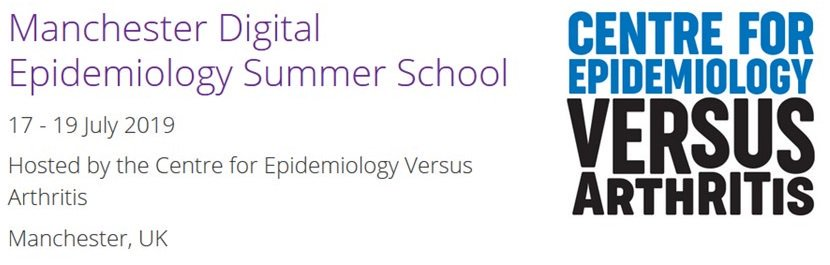 Manchester Digital
Epidemiology Summer School
17 - 19 July 2019
Hosted by the Centre for Epidemiology Versus
Arthritis
Manchester, UK
CENTRE FOR
EPIDEMIOLOGY
VERSUS
ARTHRITIS